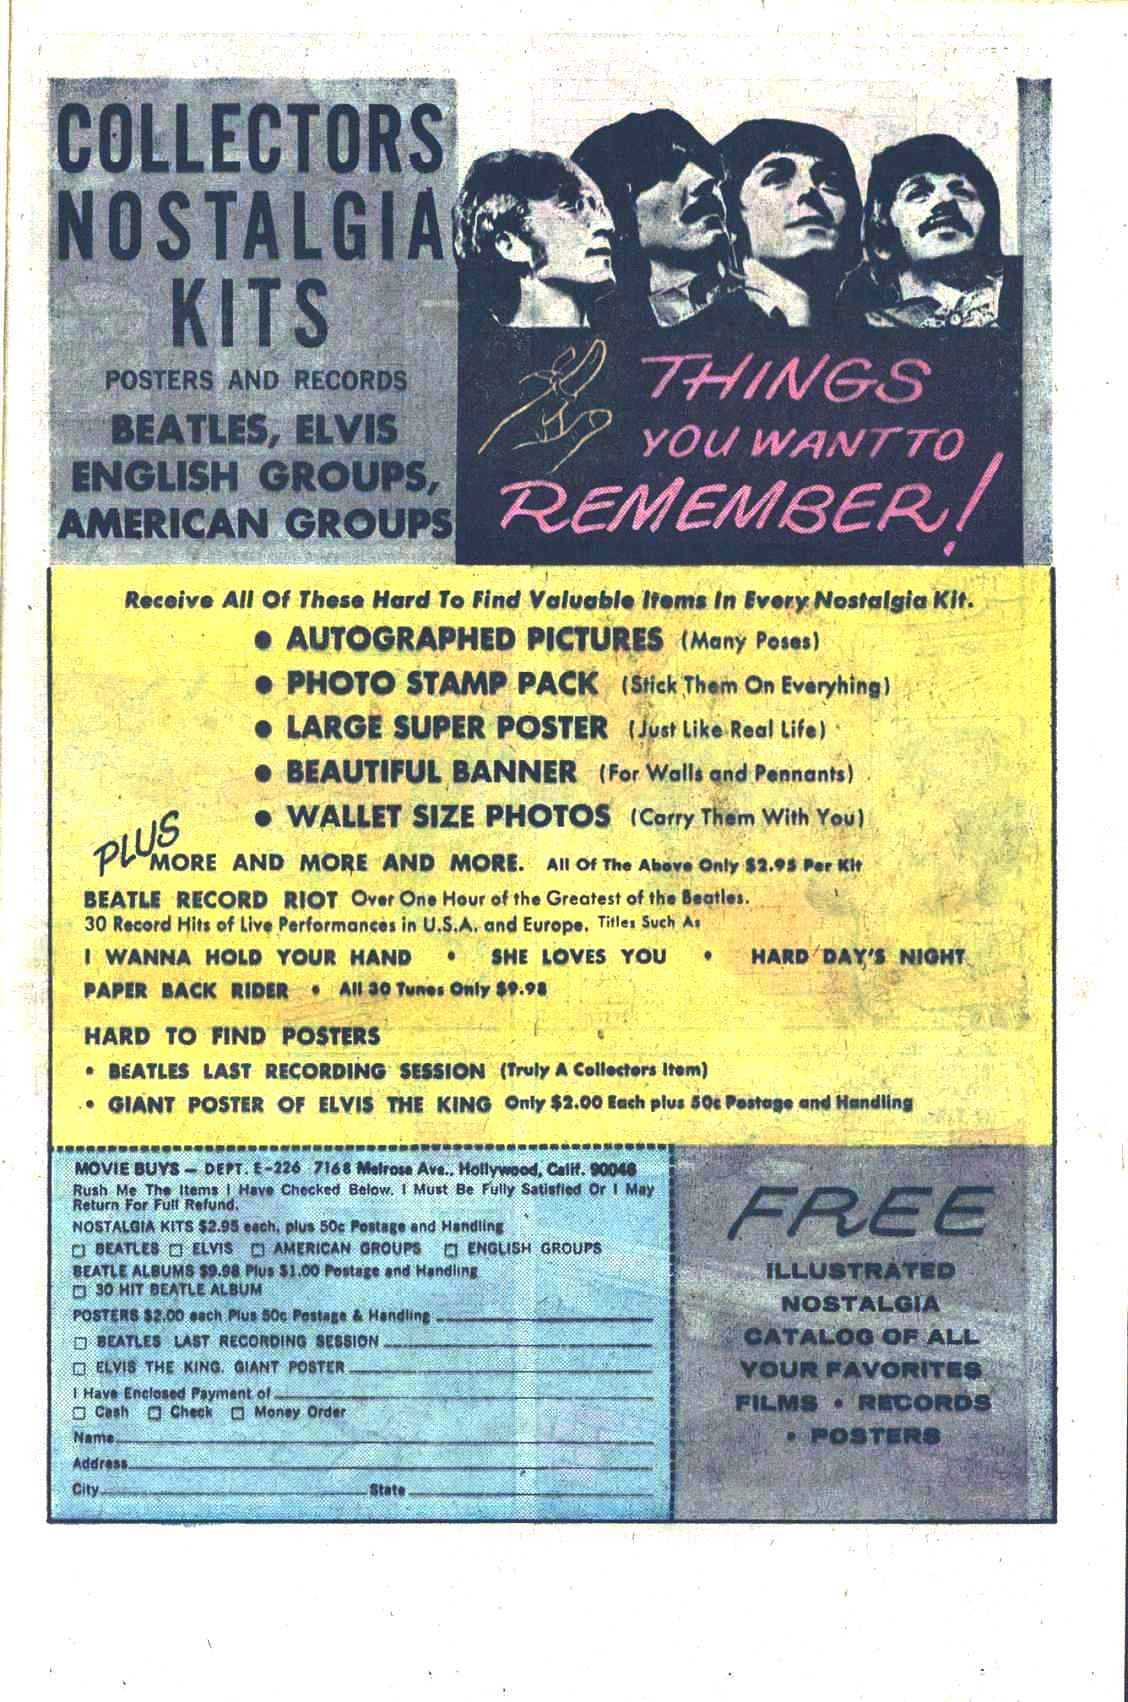 COLLECTORS
NOSTALGIA
KITS
POSTERS AND RECORDS
BEATLES, ELVIS
ENGLISH GROUPS,
AMERICAN GROUPS
THINGS
YOU WANT TO
REMEMBER!
Receive All Of These Hard To Find Valuable Items In Every Nostalgia Kit.
● AUTOGRAPHED PICTURES (Many Poses)
● PHOTO STAMP PACK (Stick Them On Everyhing)
● LARGE SUPER POSTER (Just Like Real Life)
● BEAUTIFUL BANNER (For Walls and Pennants)
● WALLET SIZE PHOTOS (Carry Them With You)
PLUS
MORE AND MORE AND MORE. All Of The Above Only $2.95 Per Kit
BEATLE RECORD RIOT Over One Hour of the Greatest of the Beatles.
30 Record Hits of Live Performances in U.S.A. and Europe. Titles Such As
I WANNA HOLD YOUR HAND • SHE LOVES YOU • HARD DAY'S NIGHT
PAPER BACK RIDER • All 30 Tunes Only $9.98
HARD TO FIND POSTERS
• BEATLES LAST RECORDING SESSION (Truly A Collectors Item)
• GIANT POSTER OF ELVIS THE KING Only $2.00 Each plus 50c Postage and Handling
MOVIE BUYS — DEPT. E-226 7168 Melrose Ave., Hollywood, Calif. 90046
Rush Me The Items I Have Checked Below. I Must Be Fully Satisfied Or I May
Return For Full Refund.
NOSTALGIA KITS $2.95 each, plus 50c Postage and Handling
□ BEATLES □ ELVIS □ AMERICAN GROUPS □ ENGLISH GROUPS
BEATLE ALBUMS $9.98 Plus $1.00 Postage and Handling
□ 30 HIT BEATLE ALBUM
POSTERS $2.00 each Plus 50c Postage & Handling
□ BEATLES LAST RECORDING SESSION
□ ELVIS THE KING. GIANT POSTER
I Have Enclosed Payment of
□ Cash □ Check □ Money Order
Name
Address
City State
FREE
ILLUSTRATED
NOSTALGIA
CATALOG OF ALL
YOUR FAVORITES
FILMS • RECORDS
• POSTERS